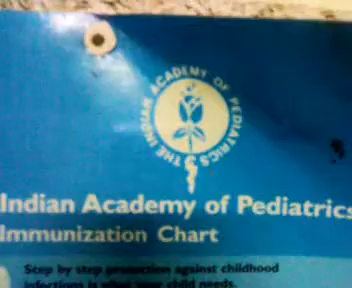 THE INDIAN ACADEMY OF PEDIATRICS
Indian Academy of Pediatrics
Immunization Chart
Step by step protection against childhood
infections is what your child needs.